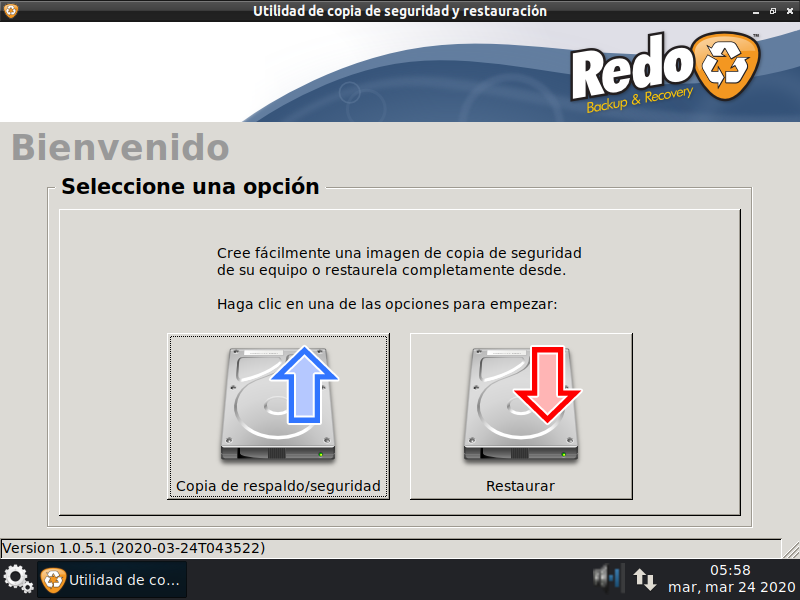 Utilidad de copia de seguridad y restauración
Redo
™
Backup & Recovery
Bienvenido
Seleccione una opción
Cree fácilmente una imagen de copia de seguridad
de su equipo o restaurela completamente desde.
Haga clic en una de las opciones para empezar:
Copia de respaldo/seguridad
Restaurar
Version 1.0.5.1 (2020-03-24T043522)
Utilidad de co...
05:58
mar, mar 24 2020